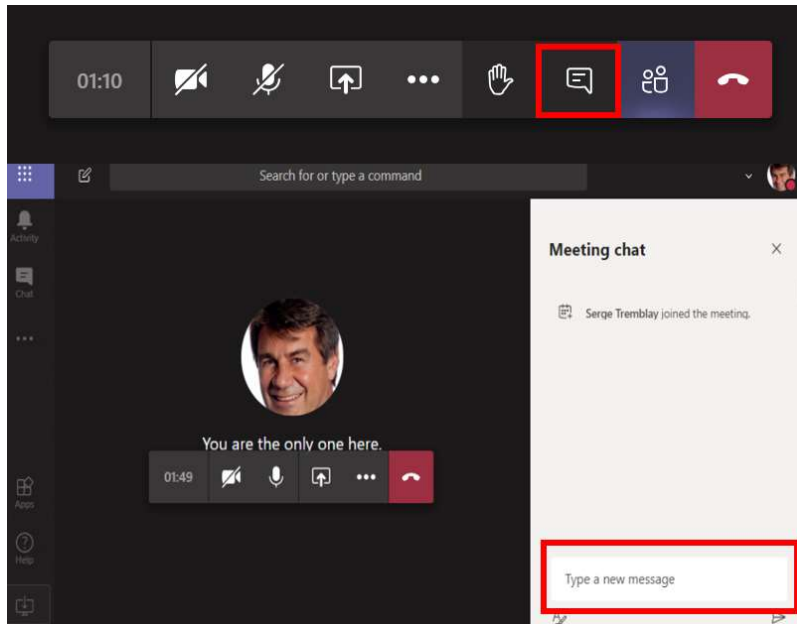 01:10
Search for or type a command
Activity
Chat
Meeting chat
Serge Tremblay joined the meeting.
You are the only one here.
01:49
Apps
Help
Type a new message